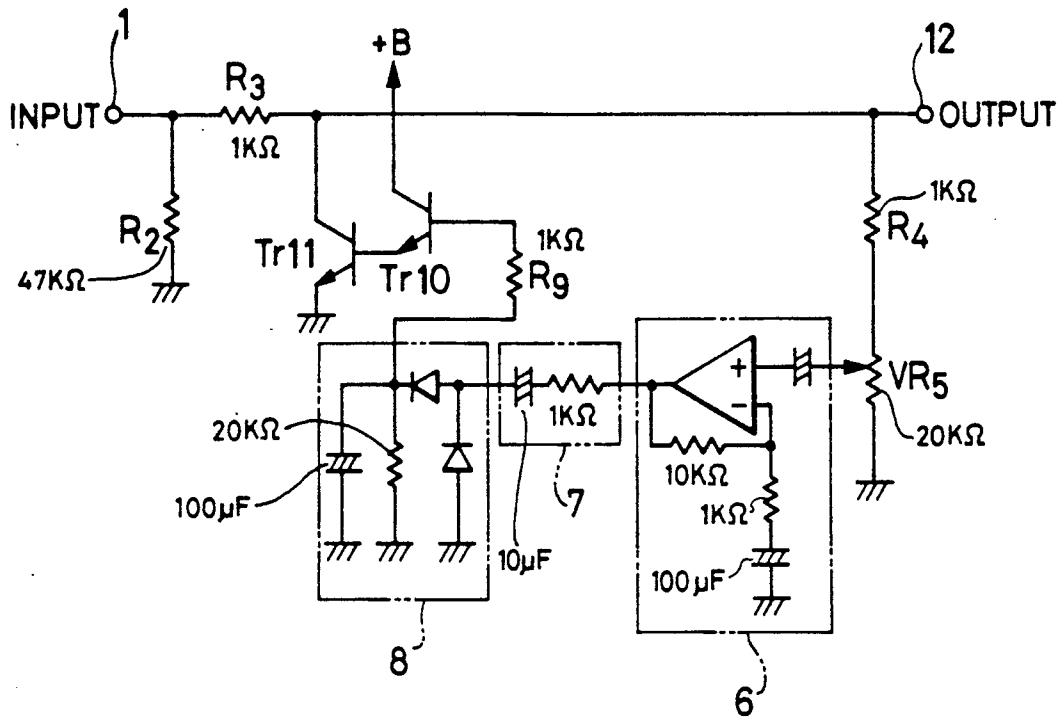 1
12
+B
INPUT
R3
1KΩ
OUTPUT
R2
47KΩ
Tr11
Tr10
1KΩ
R9
1KΩ
R4
+
−
VR5
20KΩ
20KΩ
100μF
1KΩ
10μF
7
10KΩ
1KΩ
100μF
8
6